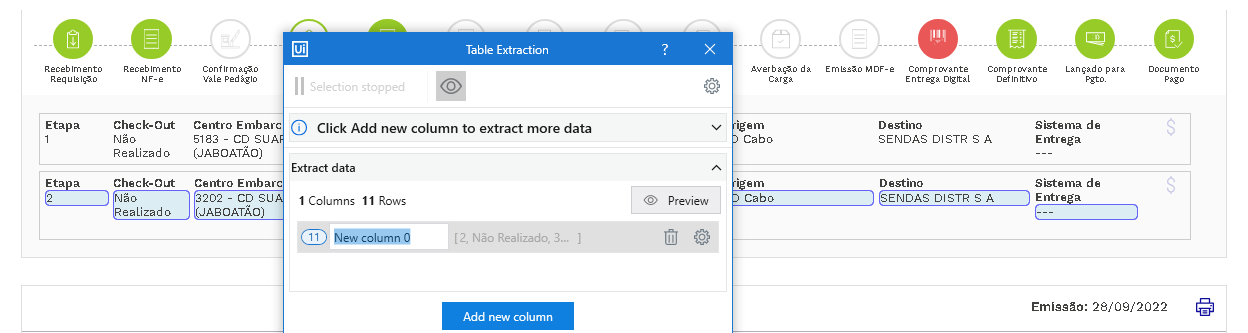 Recebimento Requisição
Recebimento NF-e
Confirmação Vale Pedágio
Averbação da Carga
Emissão MDF-e
Comprovante Entrega Digital
Comprovante Definitivo
Lançado para Pgto.
Documento Pago
Ui Table Extraction ?
Selection stopped
Click Add new column to extract more data
Extract data
1 Columns 11 Rows
Preview
11 New column 0 [ 2, Não Realizado, 3... ]
Add new column
Etapa
1
Check-Out
Não
Realizado
Centro Embarc
5183 - CD SUAP
(JABOATÃO)
Cabo
Destino
SENDAS DISTR S A
Sistema de
Entrega
---
Etapa
2
Check-Out
Não
Realizado
Centro Embarc
3202 - CD SUA
(JABOATÃO)
Cabo
Destino
SENDAS DISTR S A
Sistema de
Entrega
---
Emissão: 28/09/2022